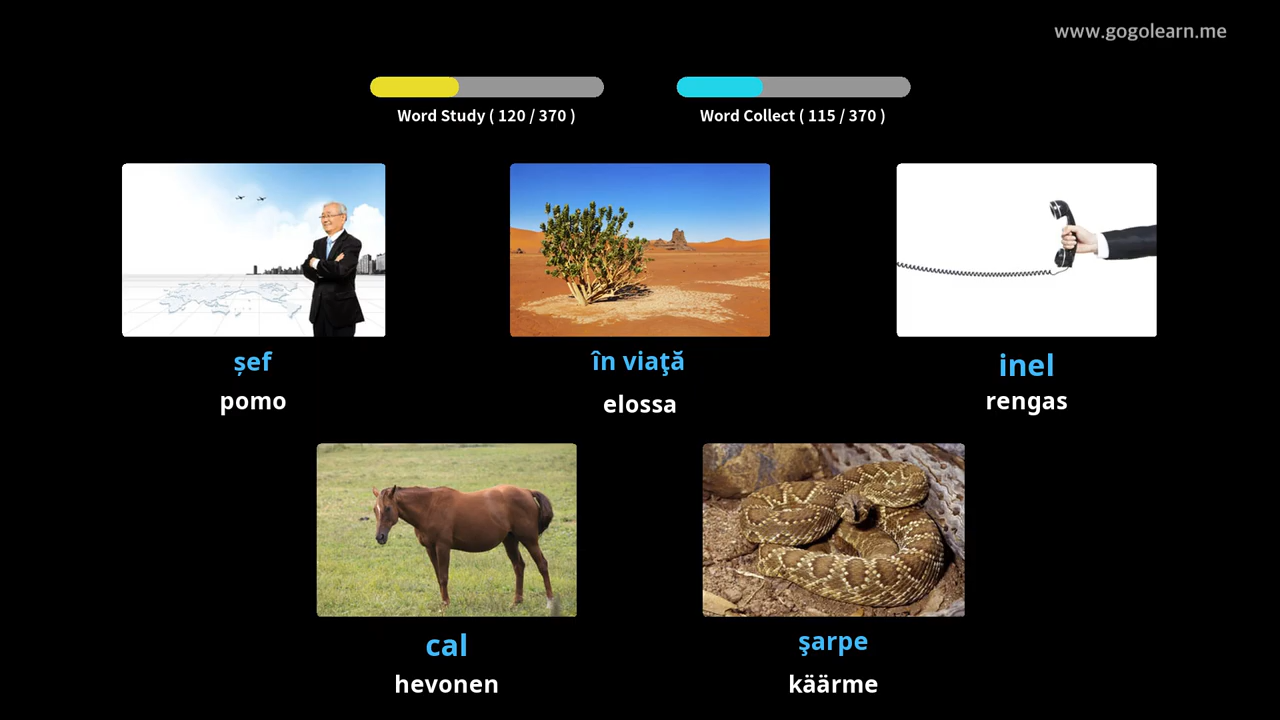 www.gogolearn.me
Word Study ( 120 / 370 )
Word Collect ( 115 / 370 )
șef
pomo
în viaţă
elossa
inel
rengas
cal
hevonen
şarpe
käärme